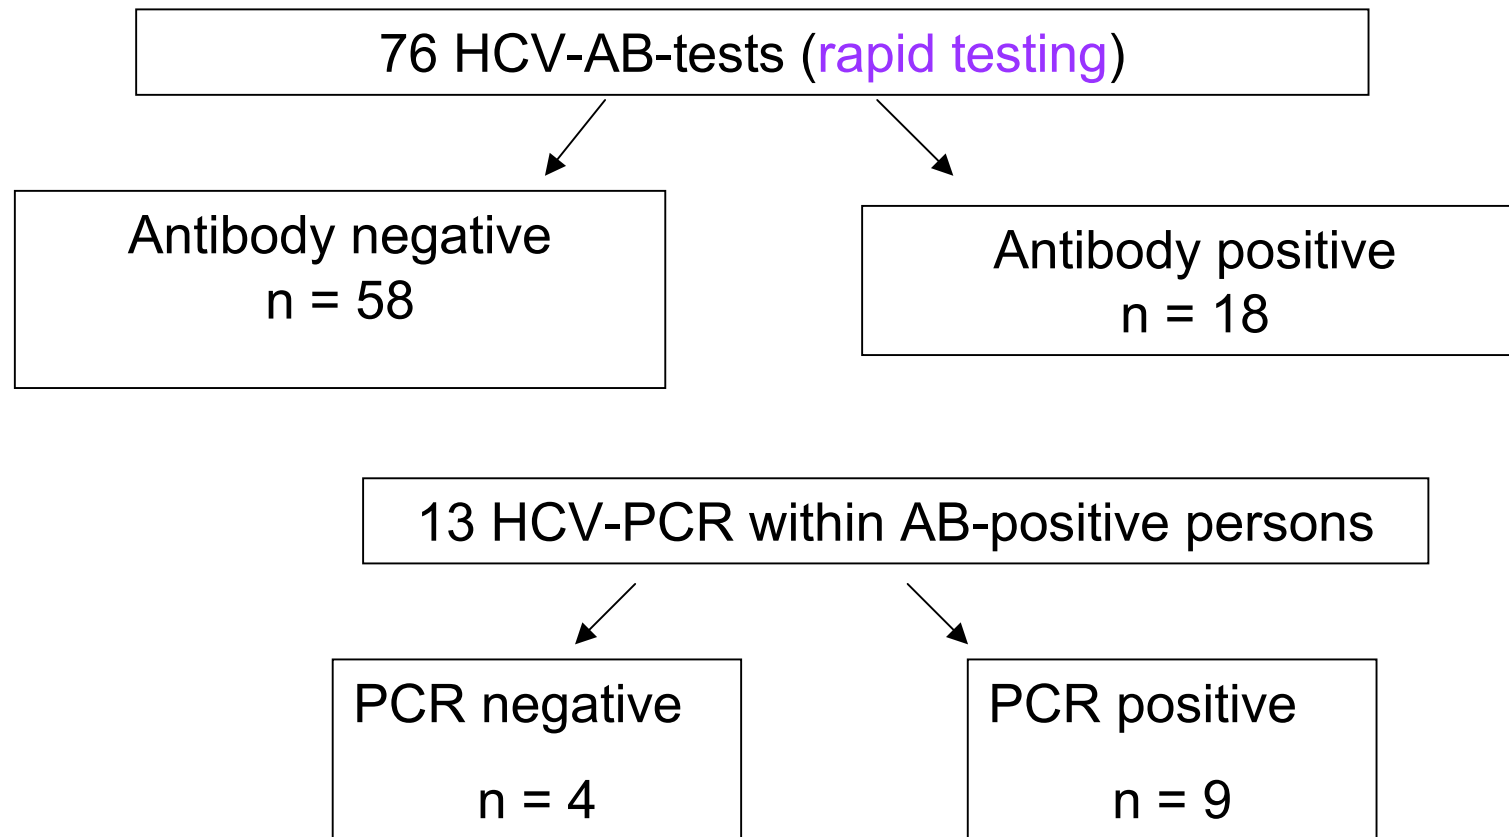 76 HCV-AB-tests (rapid testing)
Antibody negative
n = 58
Antibody positive
n = 18
13 HCV-PCR within AB-positive persons
PCR negative
n = 4
PCR positive
n = 9